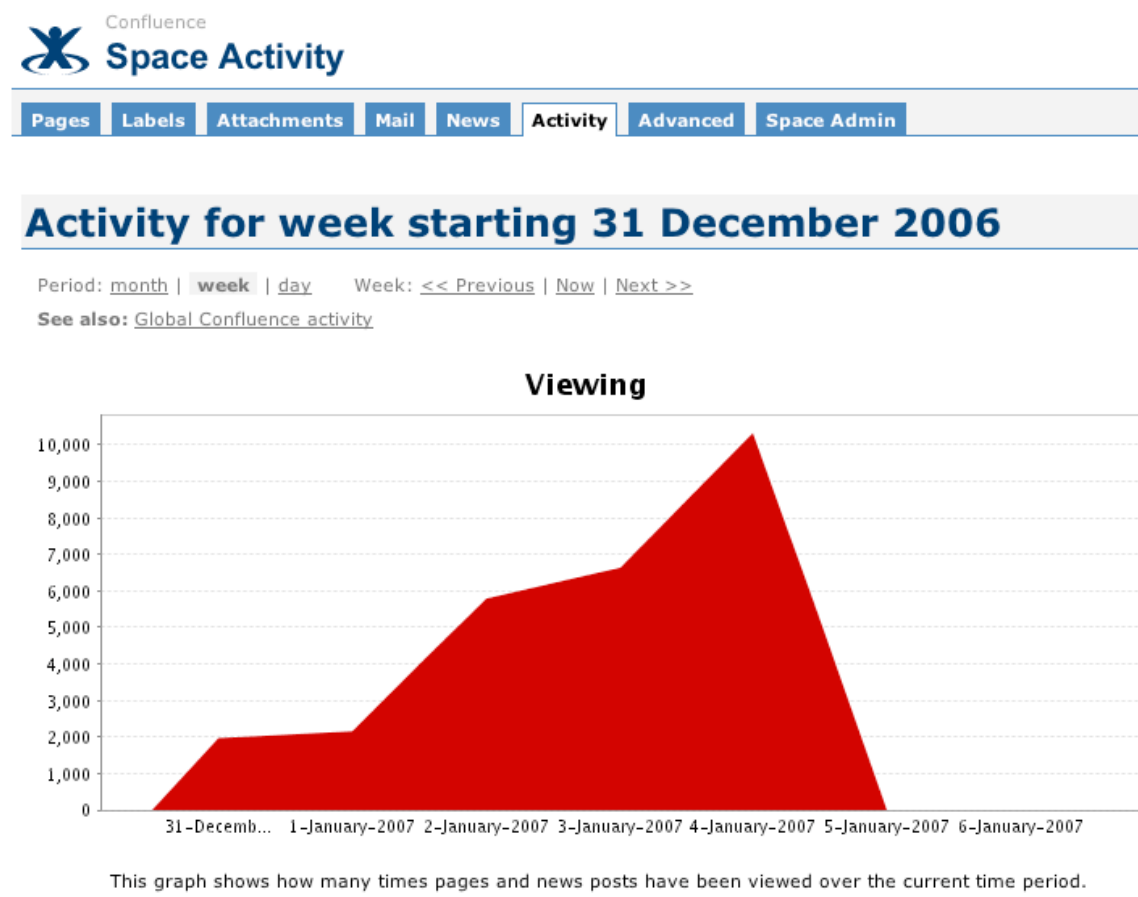 Confluence
Space Activity
Pages Labels Attachments Mail News Activity Advanced Space Admin
Activity for week starting 31 December 2006
Period: month | week | day Week: << Previous | Now | Next >>
See also: Global Confluence activity
Viewing
10,000
9,000
8,000
7,000
6,000
5,000
4,000
3,000
2,000
1,000
0
31-Decemb... 1-January-2007 2-January-2007 3-January-2007 4-January-2007 5-January-2007 6-January-2007
This graph shows how many times pages and news posts have been viewed over the current time period.